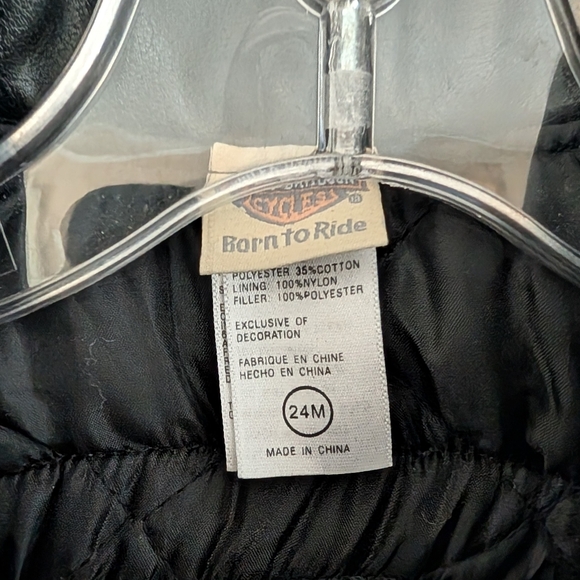 CYCLES
®
Born to Ride
POLYESTER 35%COTTON
LINING: 100%NYLON
FILLER: 100%POLYESTER
EXCLUSIVE OF
DECORATION
FABRIQUE EN CHINE
HECHO EN CHINA
24M
MADE IN CHINA